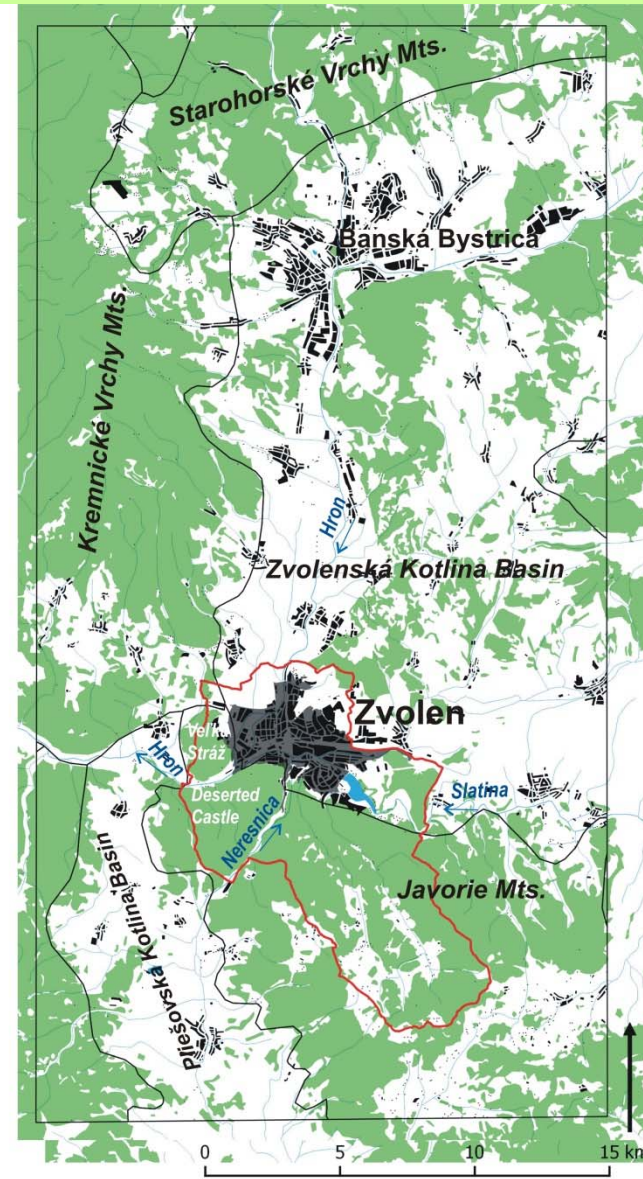 Starohorské Vrchy Mts.
Banská Bystrica
Kremnické Vrchy Mts.
Hron
Zvolenská Kotlina Basin
Zvolen
Veľká
Stráž
Hron
Deserted
Castle
Neresnica
Slatina
Javorie Mts.
Pliešovská Kotlina Basin
0 5 10 15 km